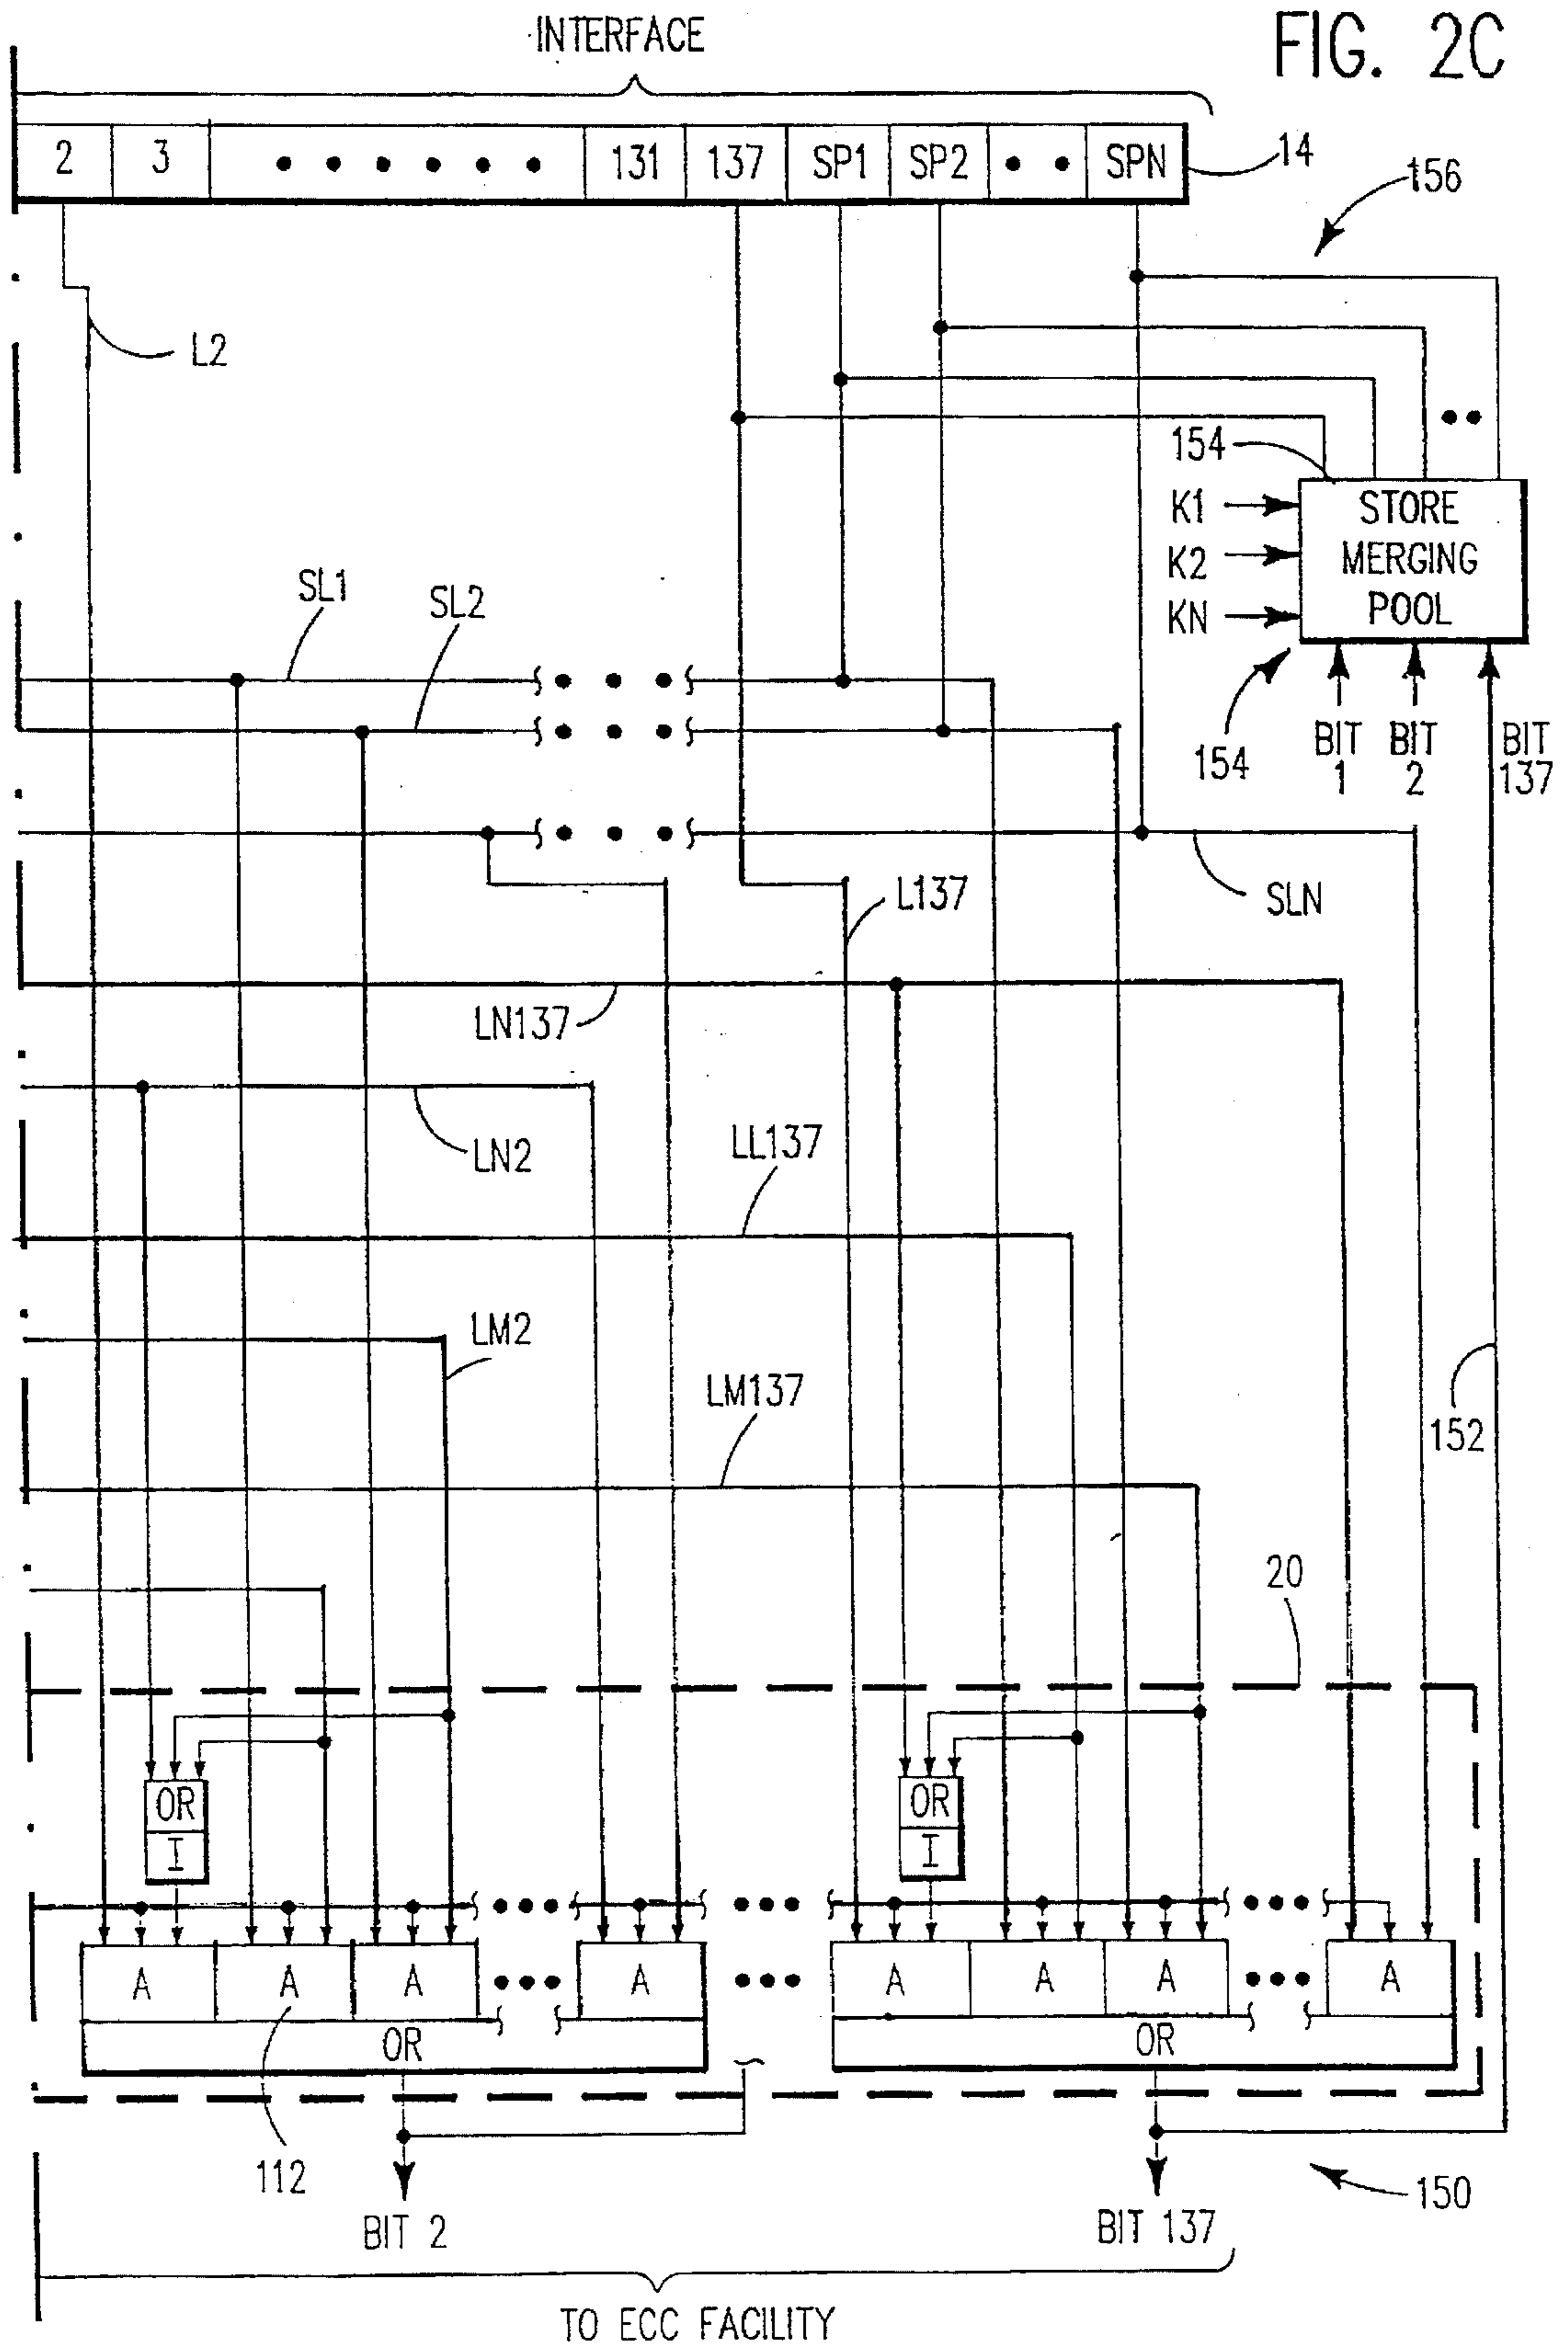 FIG. 2C
INTERFACE
2 3 • • • • • • 131 137 SP1 SP2 • • SPN
14
156
L2
154
K1
K2
KN
STORE
MERGING
POOL
SL1
SL2
154
BIT
1
BIT
2
BIT
137
L137
SLN
LN137
LN2
LL137
LM2
LM137
152
20
OR
I
OR
I
A A A • • • A • • • A A A • • • A
OR
OR
112
150
BIT 2
BIT 137
TO ECC FACILITY